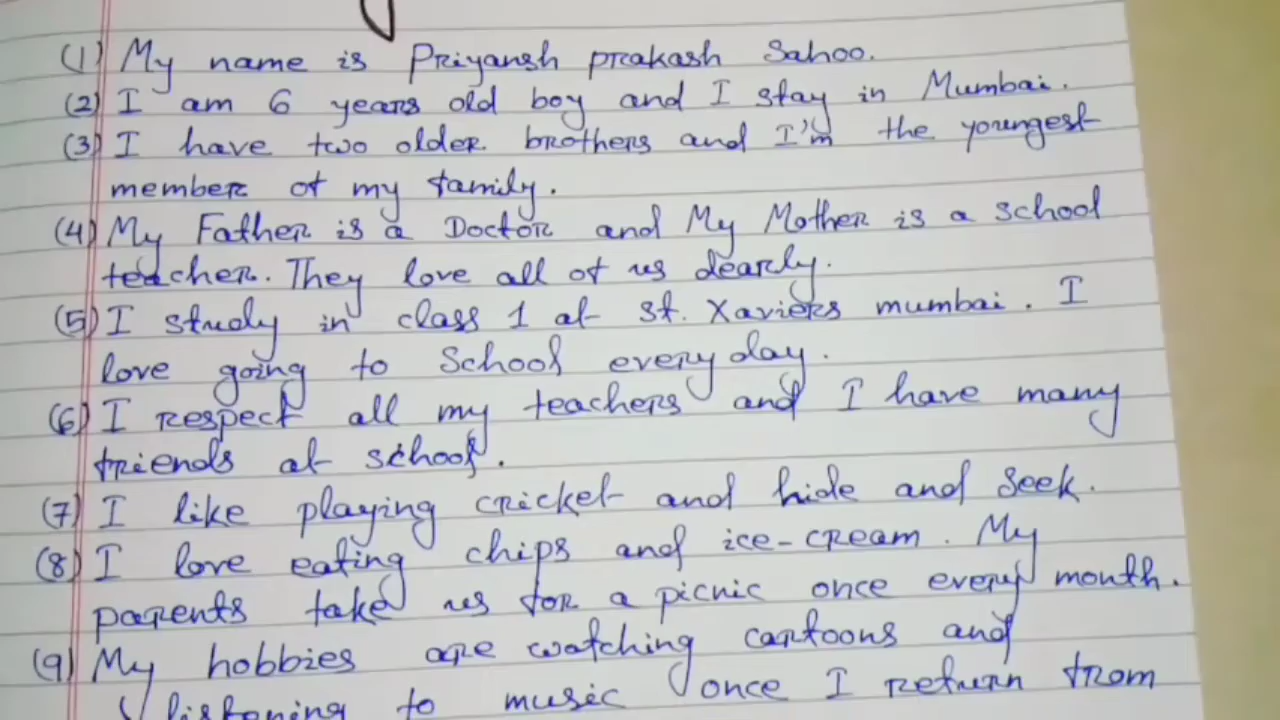 (1) My name is Priyansh prakash Sahoo.
(2) I am 6 years old boy and I stay in Mumbai.
(3) I have two older brothers and I'm the youngest
member of my family.
(4) My Father is a Doctor and My Mother is a school
teacher. They love all of us dearly.
(5) I study in class 1 at St. Xaviers mumbai. I
love going to School everyday.
(6) I respect all my teachers and I have many
friends at school.
(7) I like playing cricket and hide and seek.
(8) I love eating chips and ice-cream. My
parents take us for a picnic once every month.
(9) My hobbies are watching cartoons and
listening to music once I return from